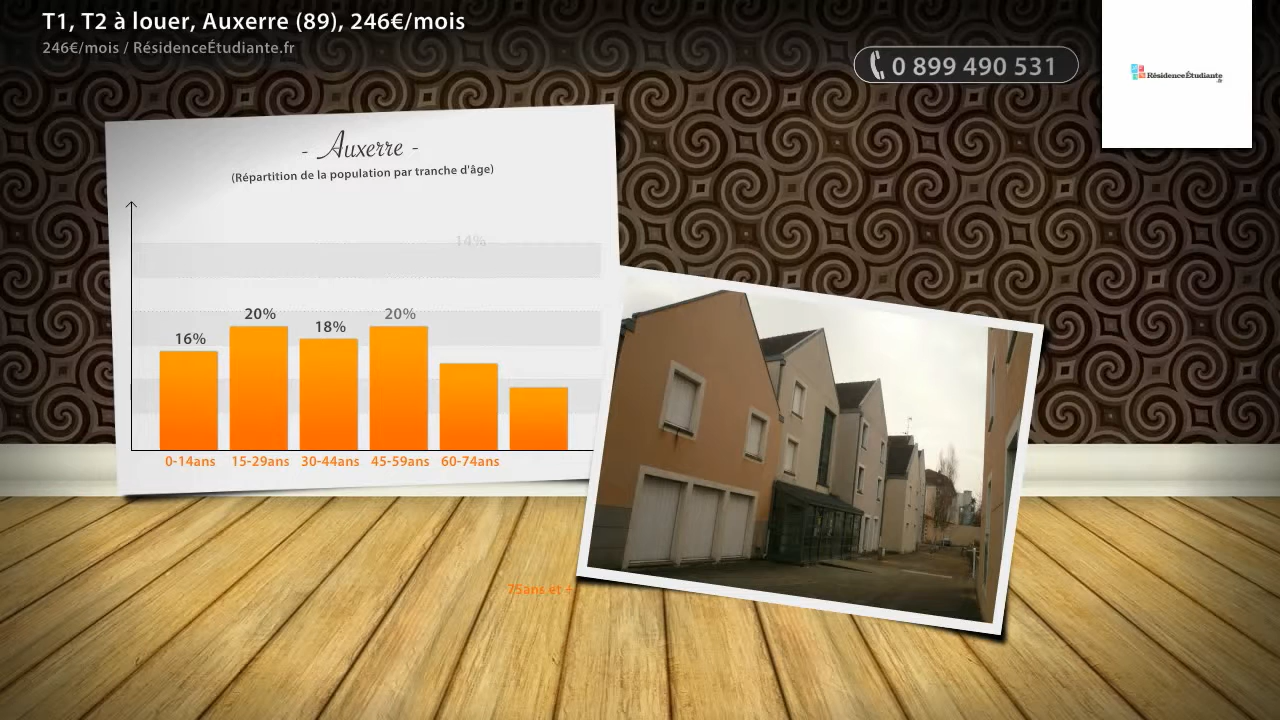 T1, T2 à louer, Auxerre (89), 246€/mois
246€/mois / RésidenceÉtudiante.fr
0 899 490 531
RésidenceÉtudiante
.fr
- Auxerre -
(Répartition de la population par tranche d'âge)
14%
16%
20%
18%
20%
0-14ans
15-29ans
30-44ans
45-59ans
60-74ans
75ans et +